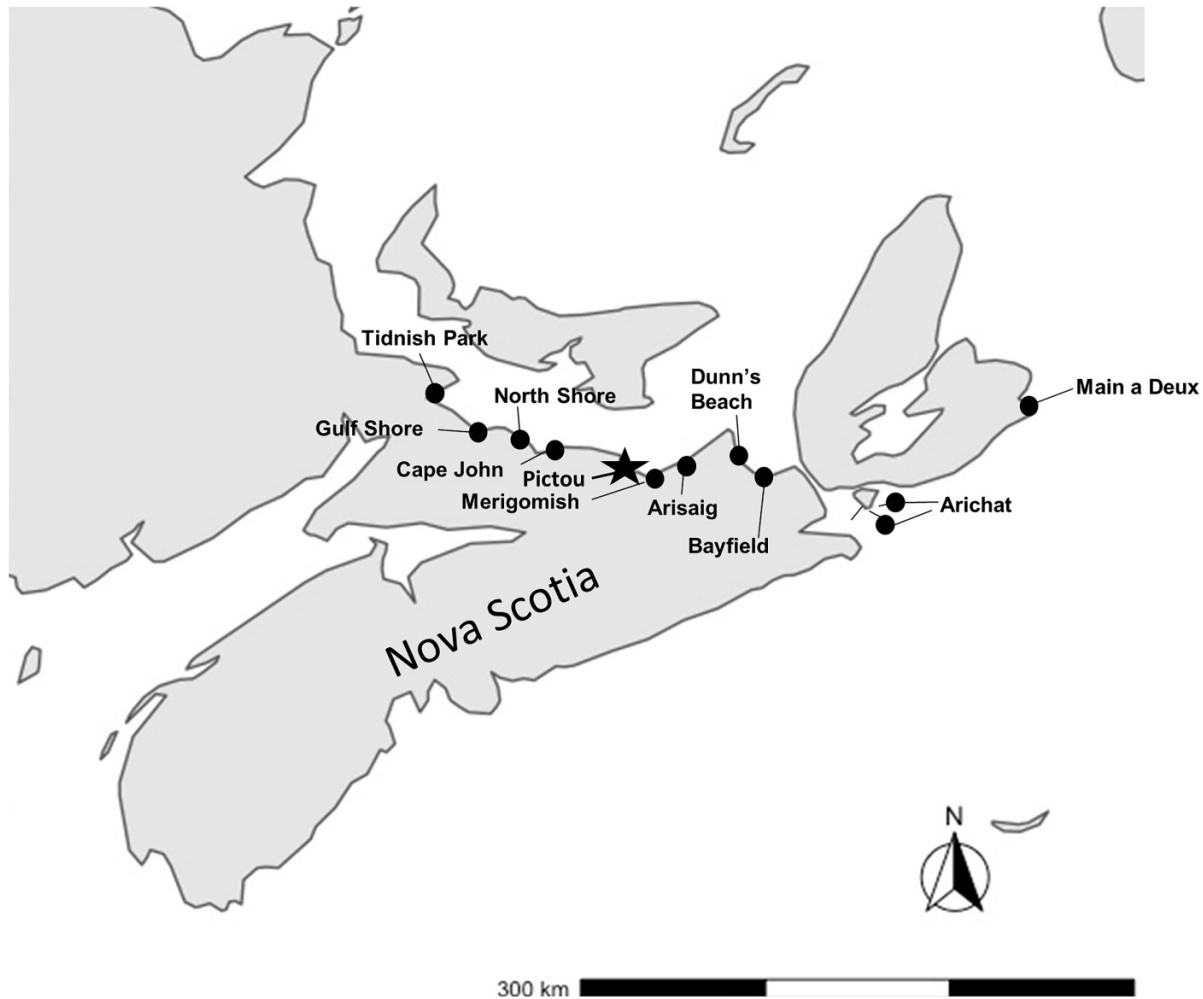 Tidnish Park
Dunn's
Beach
Main a Deux
North Shore
Gulf Shore
Cape John
Pictou
Merigomish
Arisaig
Arichat
Bayfield
Nova Scotia
N
300 km